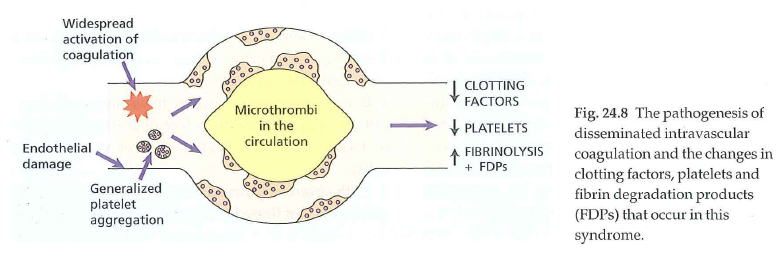 Widespread
activation of
coagulation
Endothelial
damage
Generalized
platelet
aggregation
Microthrombi
in the
circulation
↓ CLOTTING
FACTORS
↓ PLATELETS
↑ FIBRINOLYSIS
+ FDPs
Fig. 24.8 The pathogenesis of
disseminated intravascular
coagulation and the changes in
clotting factors, platelets and
fibrin degradation products
(FDPs) that occur in this
syndrome.